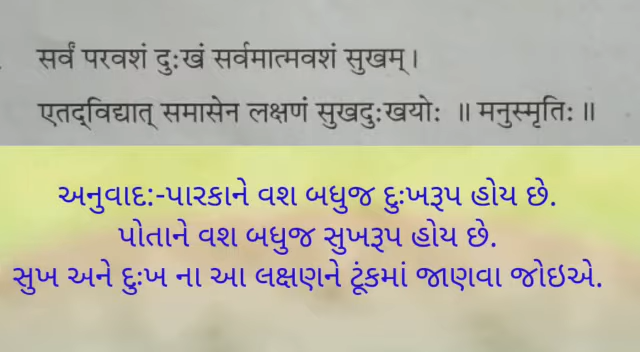 सर्वं परवशं दुःखं सर्वमात्मवशं सुखम् ।
एतद्विद्यात् समासेन लक्षणं सुखदुःखयोः ॥ मनुस्मृतिः ॥
અનુવાદ:-પારકાને વશ બધુજ દુઃખરૂપ હોય છે.
પોતાને વશ બધુજ સુખરૂપ હોય છે.
સુખ અને દુઃખ ના આ લક્ષણને ટૂંકમાં જાણવા જોઇએ.